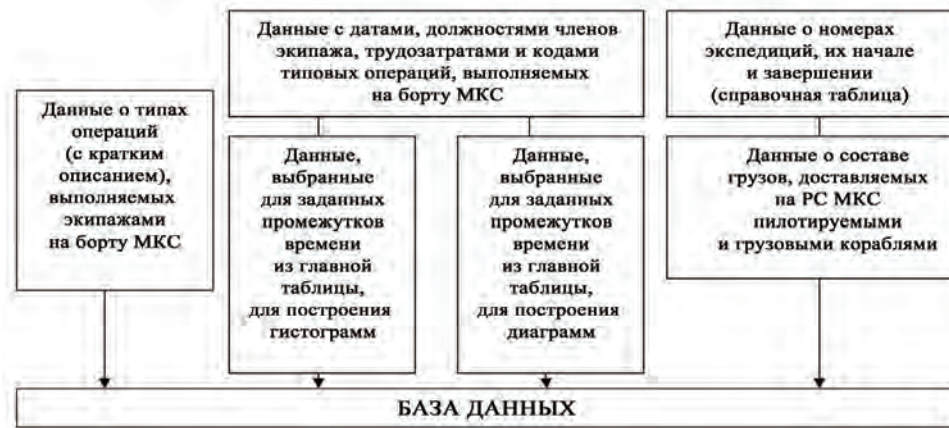 Данные о типах
операций
(с кратким
описанием),
выполняемых
экипажами
на борту МКС
Данные с датами, должностями членов
экипажа, трудозатратами и кодами
типовых операций, выполняемых
на борту МКС
Данные о номерах
экспедиций, их начале
и завершении
(справочная таблица)
Данные,
выбранные
для заданных
промежутков
времени
из главной
таблицы,
для построения
гистограмм
Данные,
выбранные
для заданных
промежутков
времени
из главной
таблицы,
для построения
диаграмм
Данные о составе
грузов, доставляемых
на РС МКС
пилотируемыми
и грузовыми кораблями
БАЗА ДАННЫХ